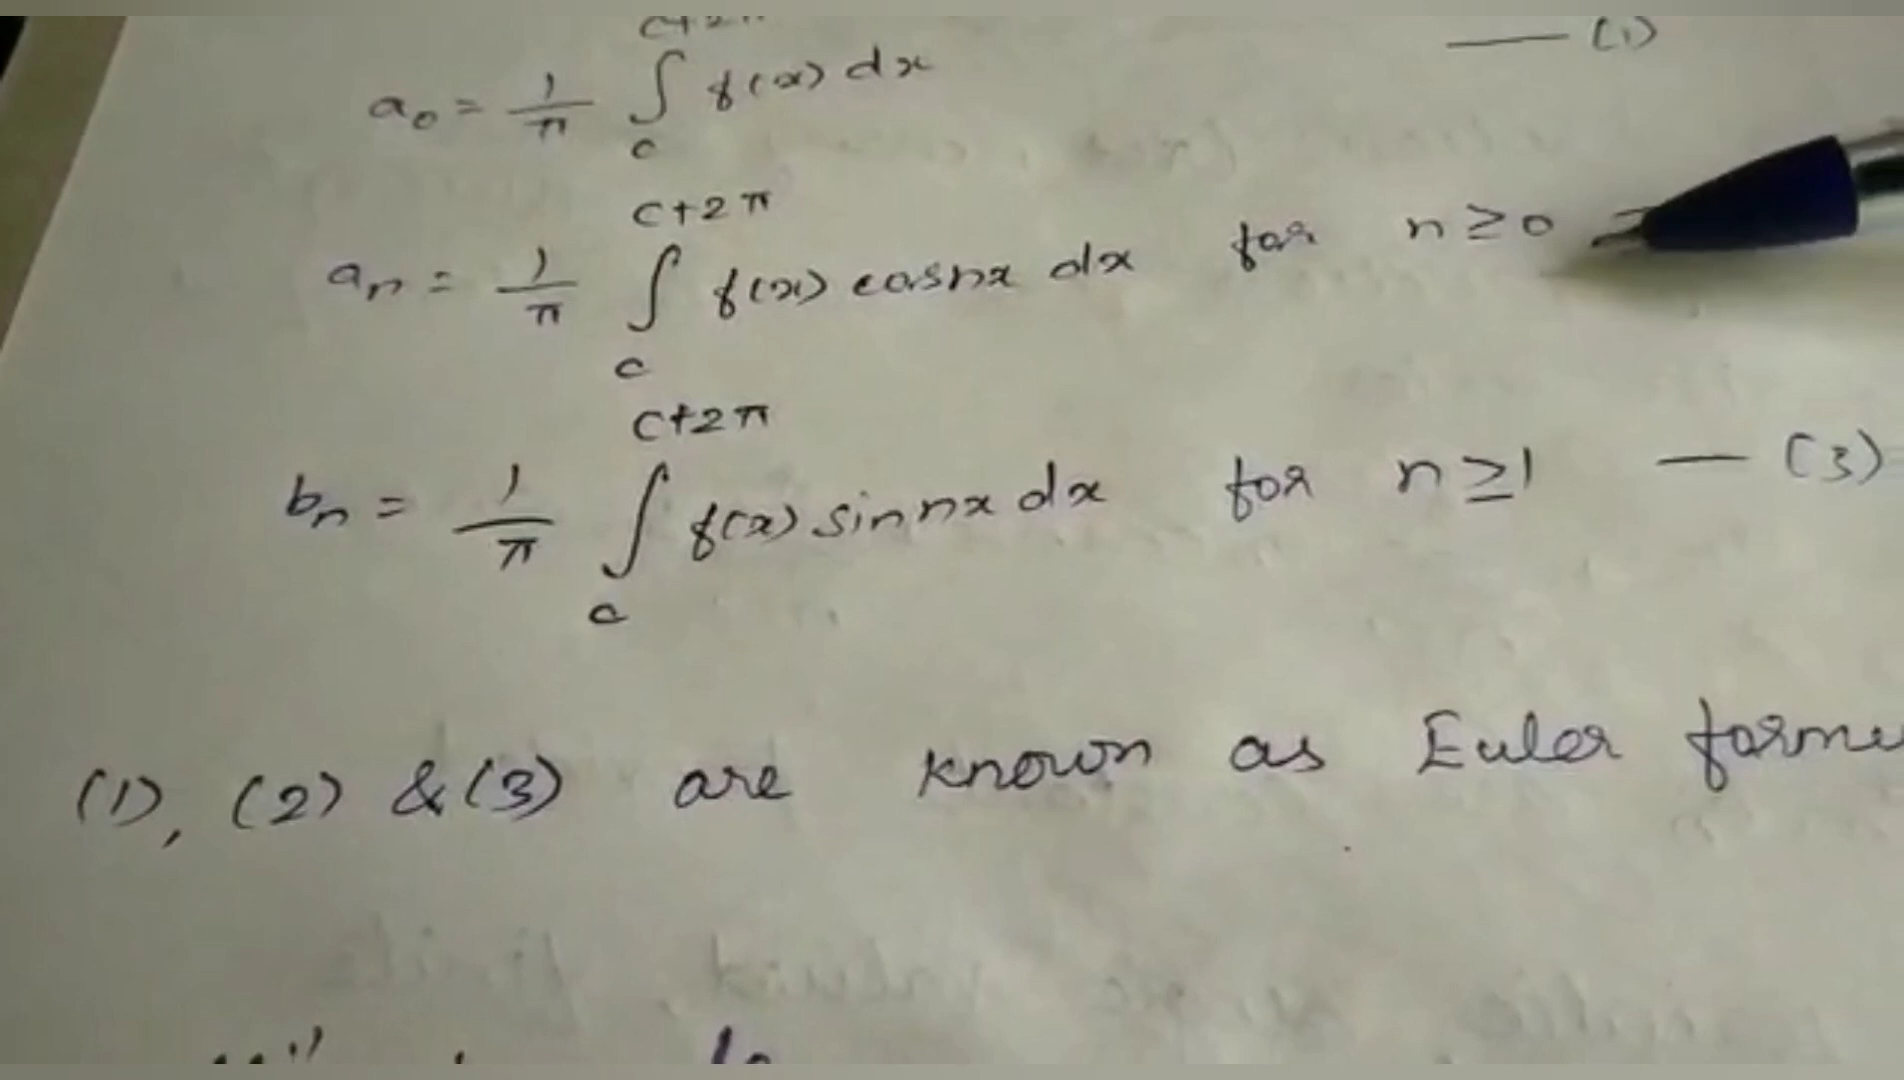 a₀ = 1/π ∫ f(x) dx — (1)
c
c+2π
aₙ = 1/π ∫ f(x) cosnx dx for n≥0
c
c+2π
bₙ = 1/π ∫ f(x) sinnx dx for n≥1 — (3)
c
(1), (2) & (3) are known as Euler